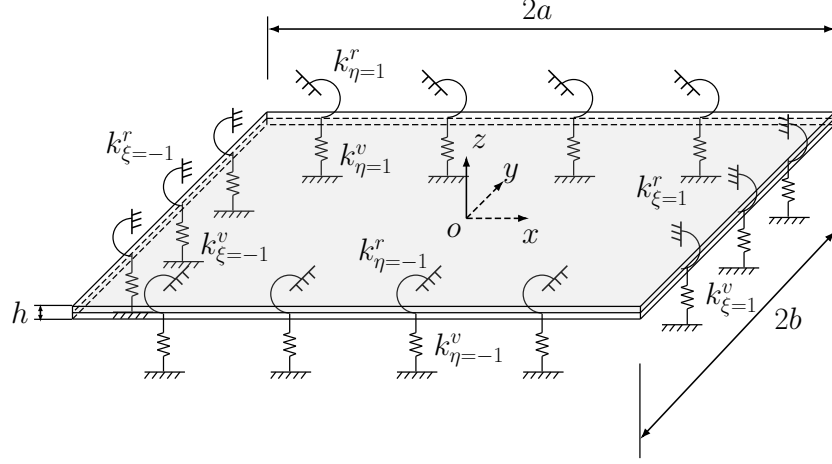 2a
k^r_{η=1}
k^r_{ξ=−1}
k^v_{η=1}
z
y
k^r_{ξ=1}
o
x
k^v_{ξ=−1}
k^r_{η=−1}
k^v_{ξ=1}
h
2b
k^v_{η=−1}